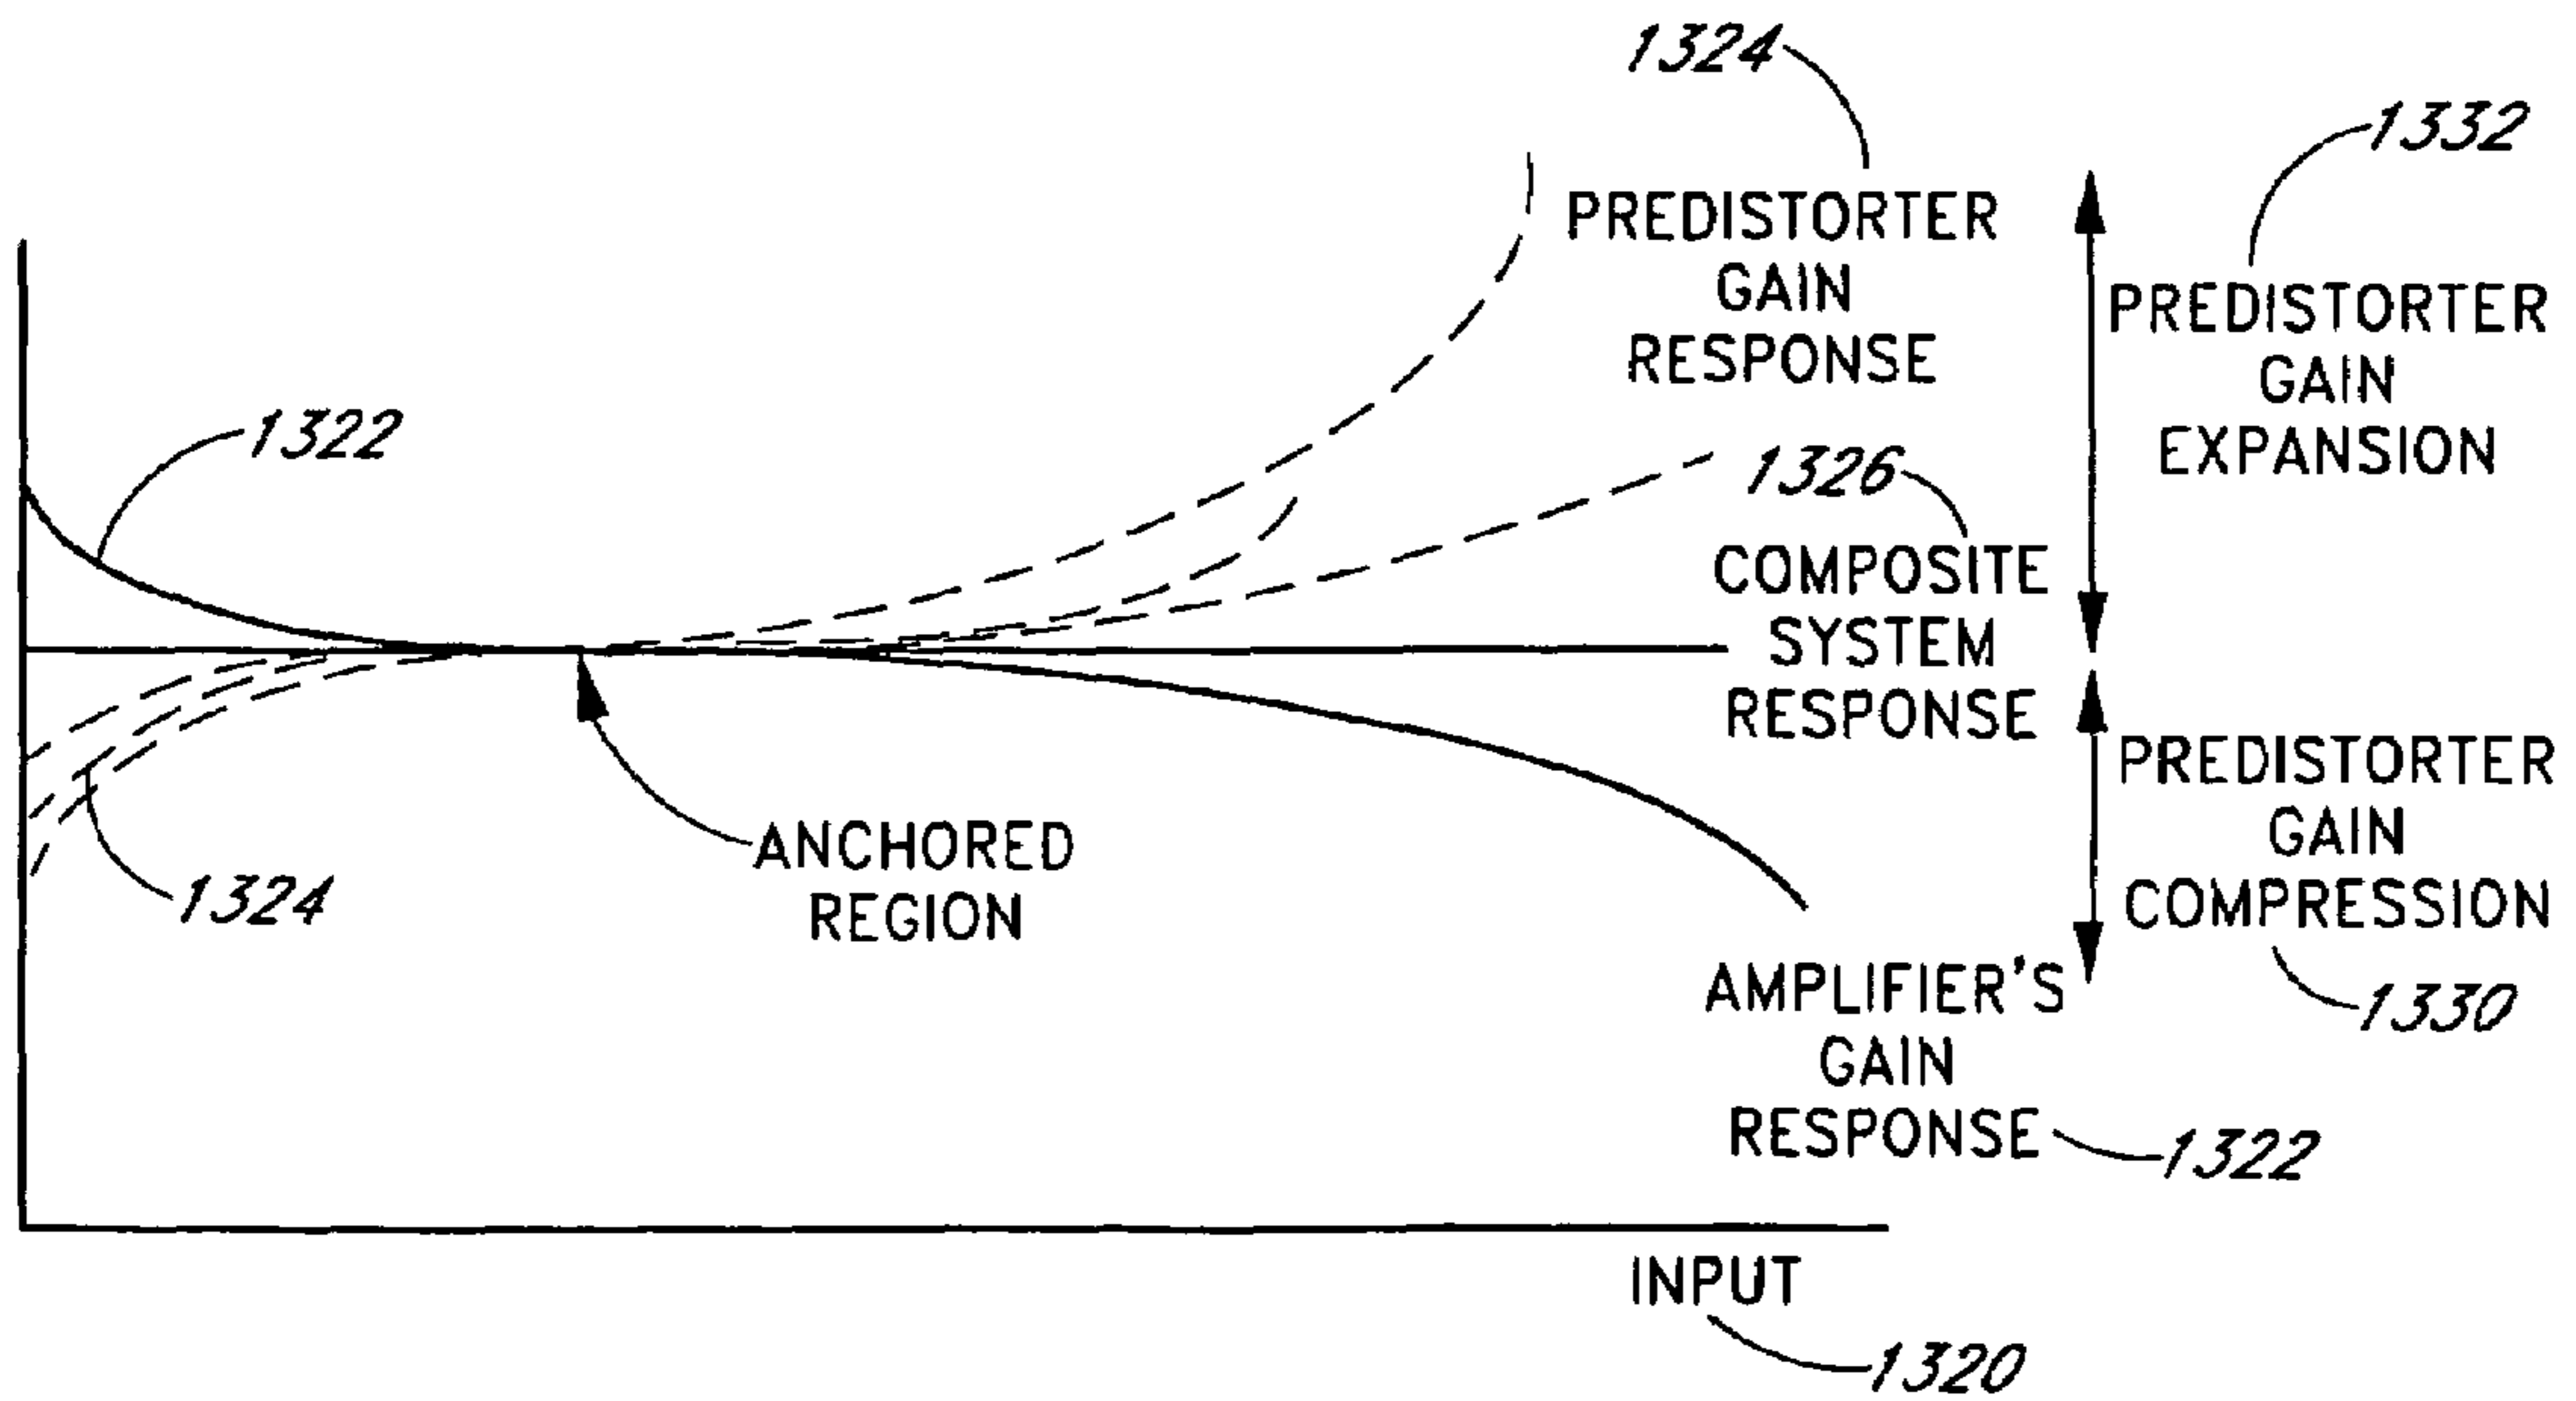 1324
PREDISTORTER
GAIN
RESPONSE
1332
PREDISTORTER
GAIN
EXPANSION
1322
1326
COMPOSITE
SYSTEM
RESPONSE
1324
ANCHORED
REGION
PREDISTORTER
GAIN
COMPRESSION
1330
AMPLIFIER'S
GAIN
RESPONSE
1322
INPUT
1320